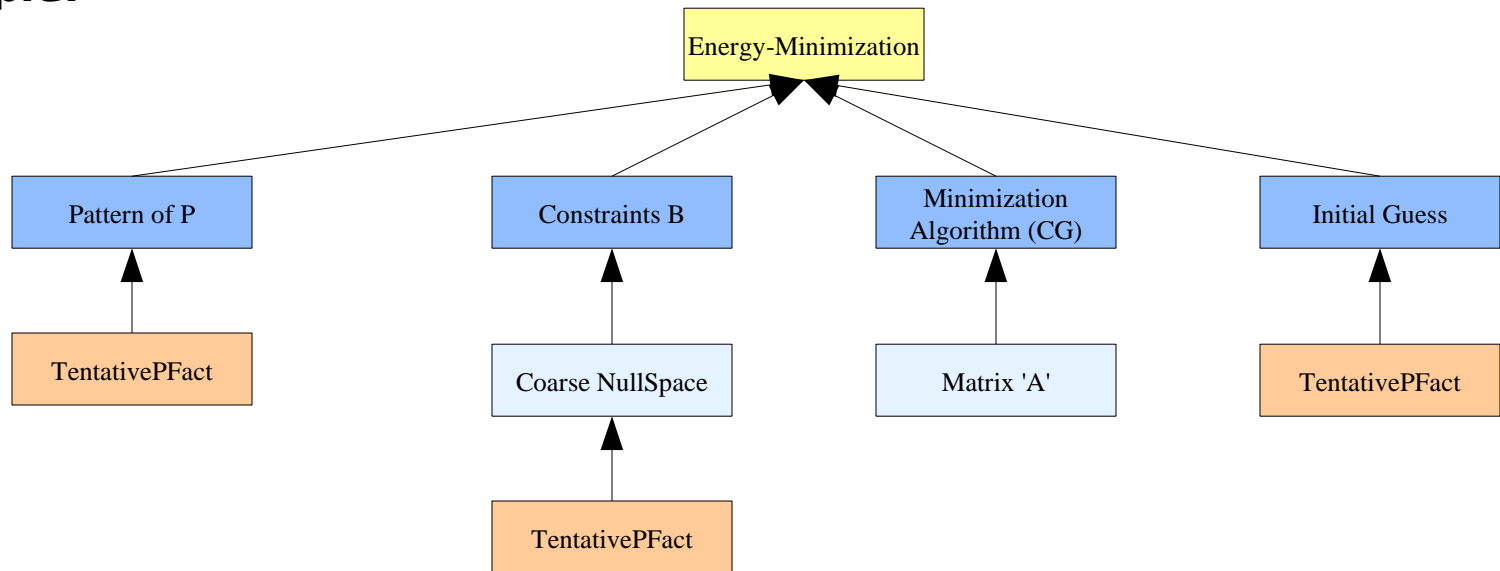 Energy-Minimization
Pattern of P
Constraints B
Minimization
Algorithm (CG)
Initial Guess
TentativePFact
Coarse NullSpace
Matrix 'A'
TentativePFact
TentativePFact